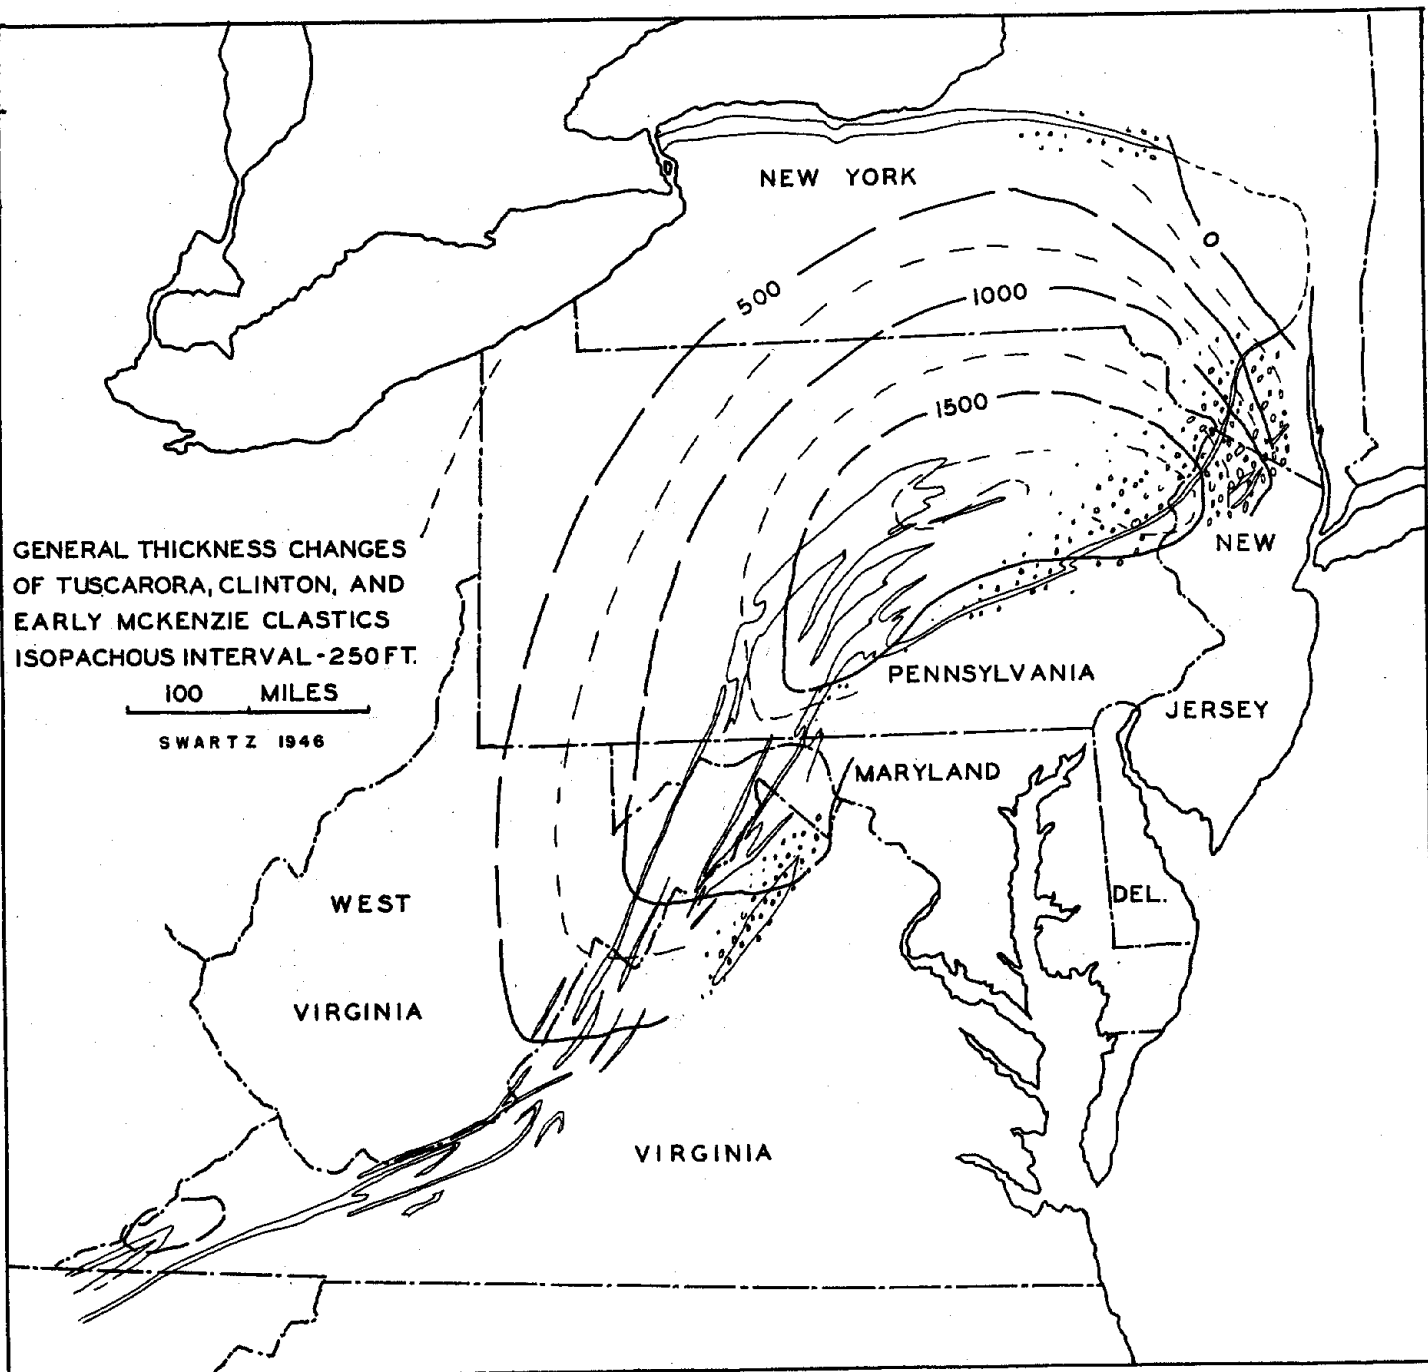 NEW YORK
0
500
1000
1500
GENERAL THICKNESS CHANGES
OF TUSCARORA, CLINTON, AND
EARLY MCKENZIE CLASTICS
ISOPACHOUS INTERVAL-250 FT.
100 MILES
SWARTZ 1946
NEW
JERSEY
PENNSYLVANIA
MARYLAND
DEL.
WEST
VIRGINIA
VIRGINIA